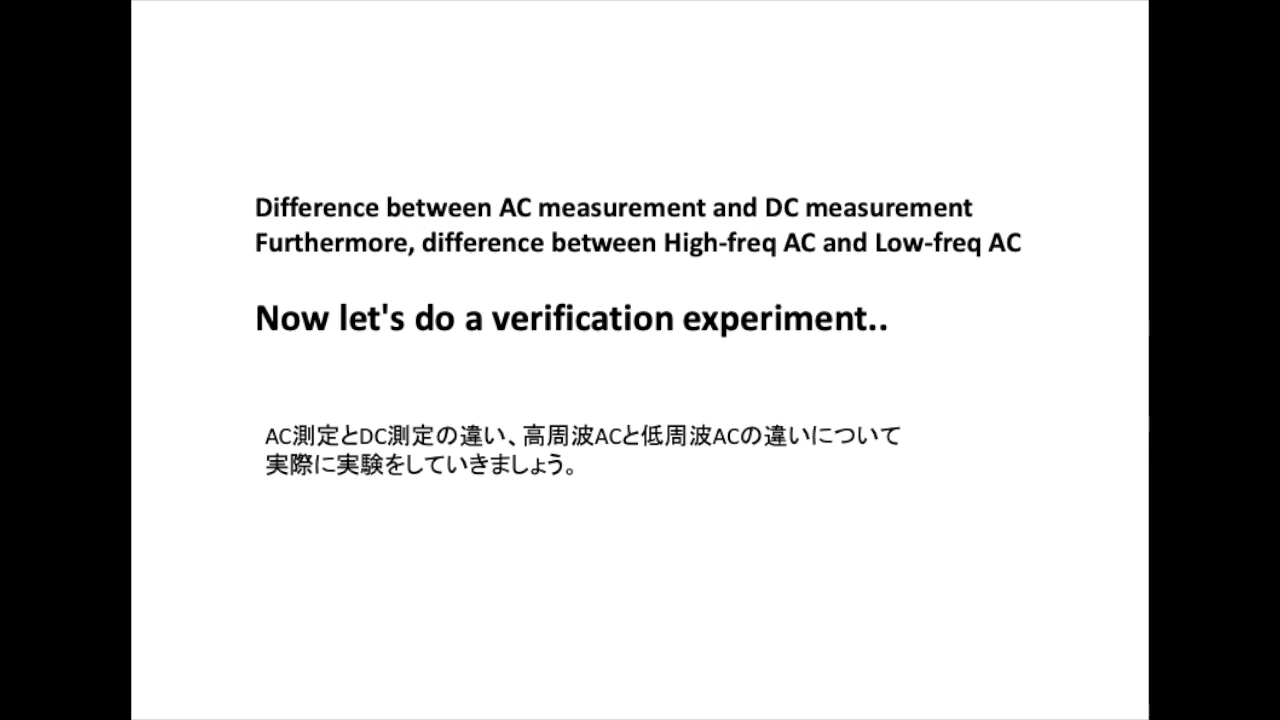 Difference between AC measurement and DC measurement
Furthermore, difference between High-freq AC and Low-freq AC
Now let's do a verification experiment..
AC測定とDC測定の違い、高周波ACと低周波ACの違いについて
実際に実験をしていきましょう。